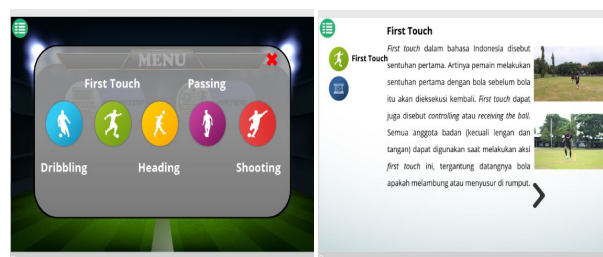 MENU
First Touch
Passing
Dribbling
Heading
Shooting
First Touch
First Touch
First touch dalam bahasa Indonesia disebut
sentuhan pertama. Artinya pemain melakukan
sentuhan pertama dengan bola sebelum bola
itu akan dieksekusi kembali. First touch dapat
juga disebut controlling atau receiving the ball.
Semua anggota badan (kecuali lengan dan
tangan) dapat digunakan saat melakukan aksi
first touch ini, tergantung datangnya bola
apakah melambung atau menyusur di rumput.